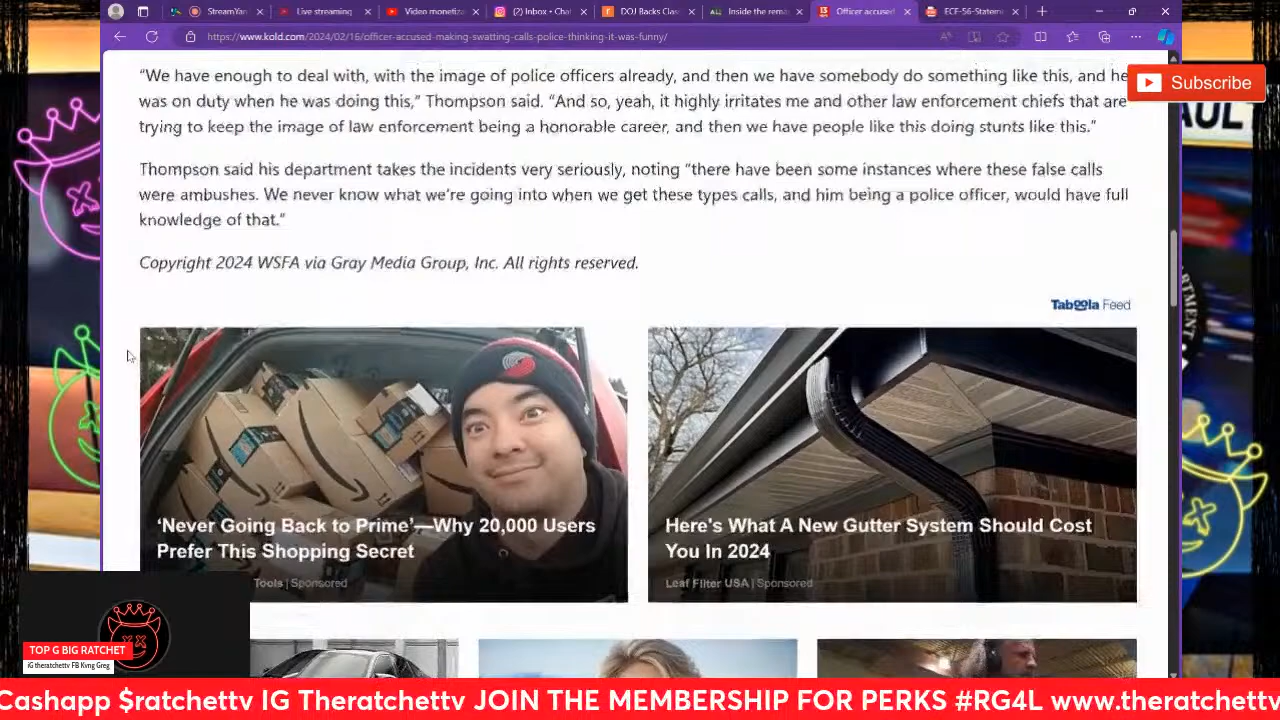 StreamYar
Live streaming
Video monetiz
(2) Inbox • Chat
DOJ Backs Clas
Inside the rem
Officer accused
ECF-56-Statem
https://www.kold.com/2024/02/16/officer-accused-making-swatting-calls-police-thinking-it-was-funny/
“We have enough to deal with, with the image of police officers already, and then we have somebody do something like this, and he
was on duty when he was doing this,” Thompson said. “And so, yeah, it highly irritates me and other law enforcement chiefs that are
trying to keep the image of law enforcement being a honorable career, and then we have people like this doing stunts like this.”
Subscribe
Thompson said his department takes the incidents very seriously, noting “there have been some instances where these false calls
were ambushes. We never know what we’re going into when we get these types calls, and him being a police officer, would have full
knowledge of that.”
Copyright 2024 WSFA via Gray Media Group, Inc. All rights reserved.
Taboola Feed
‘Never Going Back to Prime’—Why 20,000 Users
Prefer This Shopping Secret
Tools | Sponsored
Here's What A New Gutter System Should Cost
You In 2024
Leaf Filter USA | Sponsored
TOP G BIG RATCHET
iG theratchettv FB Kvng Greg
Cashapp $ratchettv IG Theratchettv JOIN THE MEMBERSHIP FOR PERKS #RG4L www.theratchettv